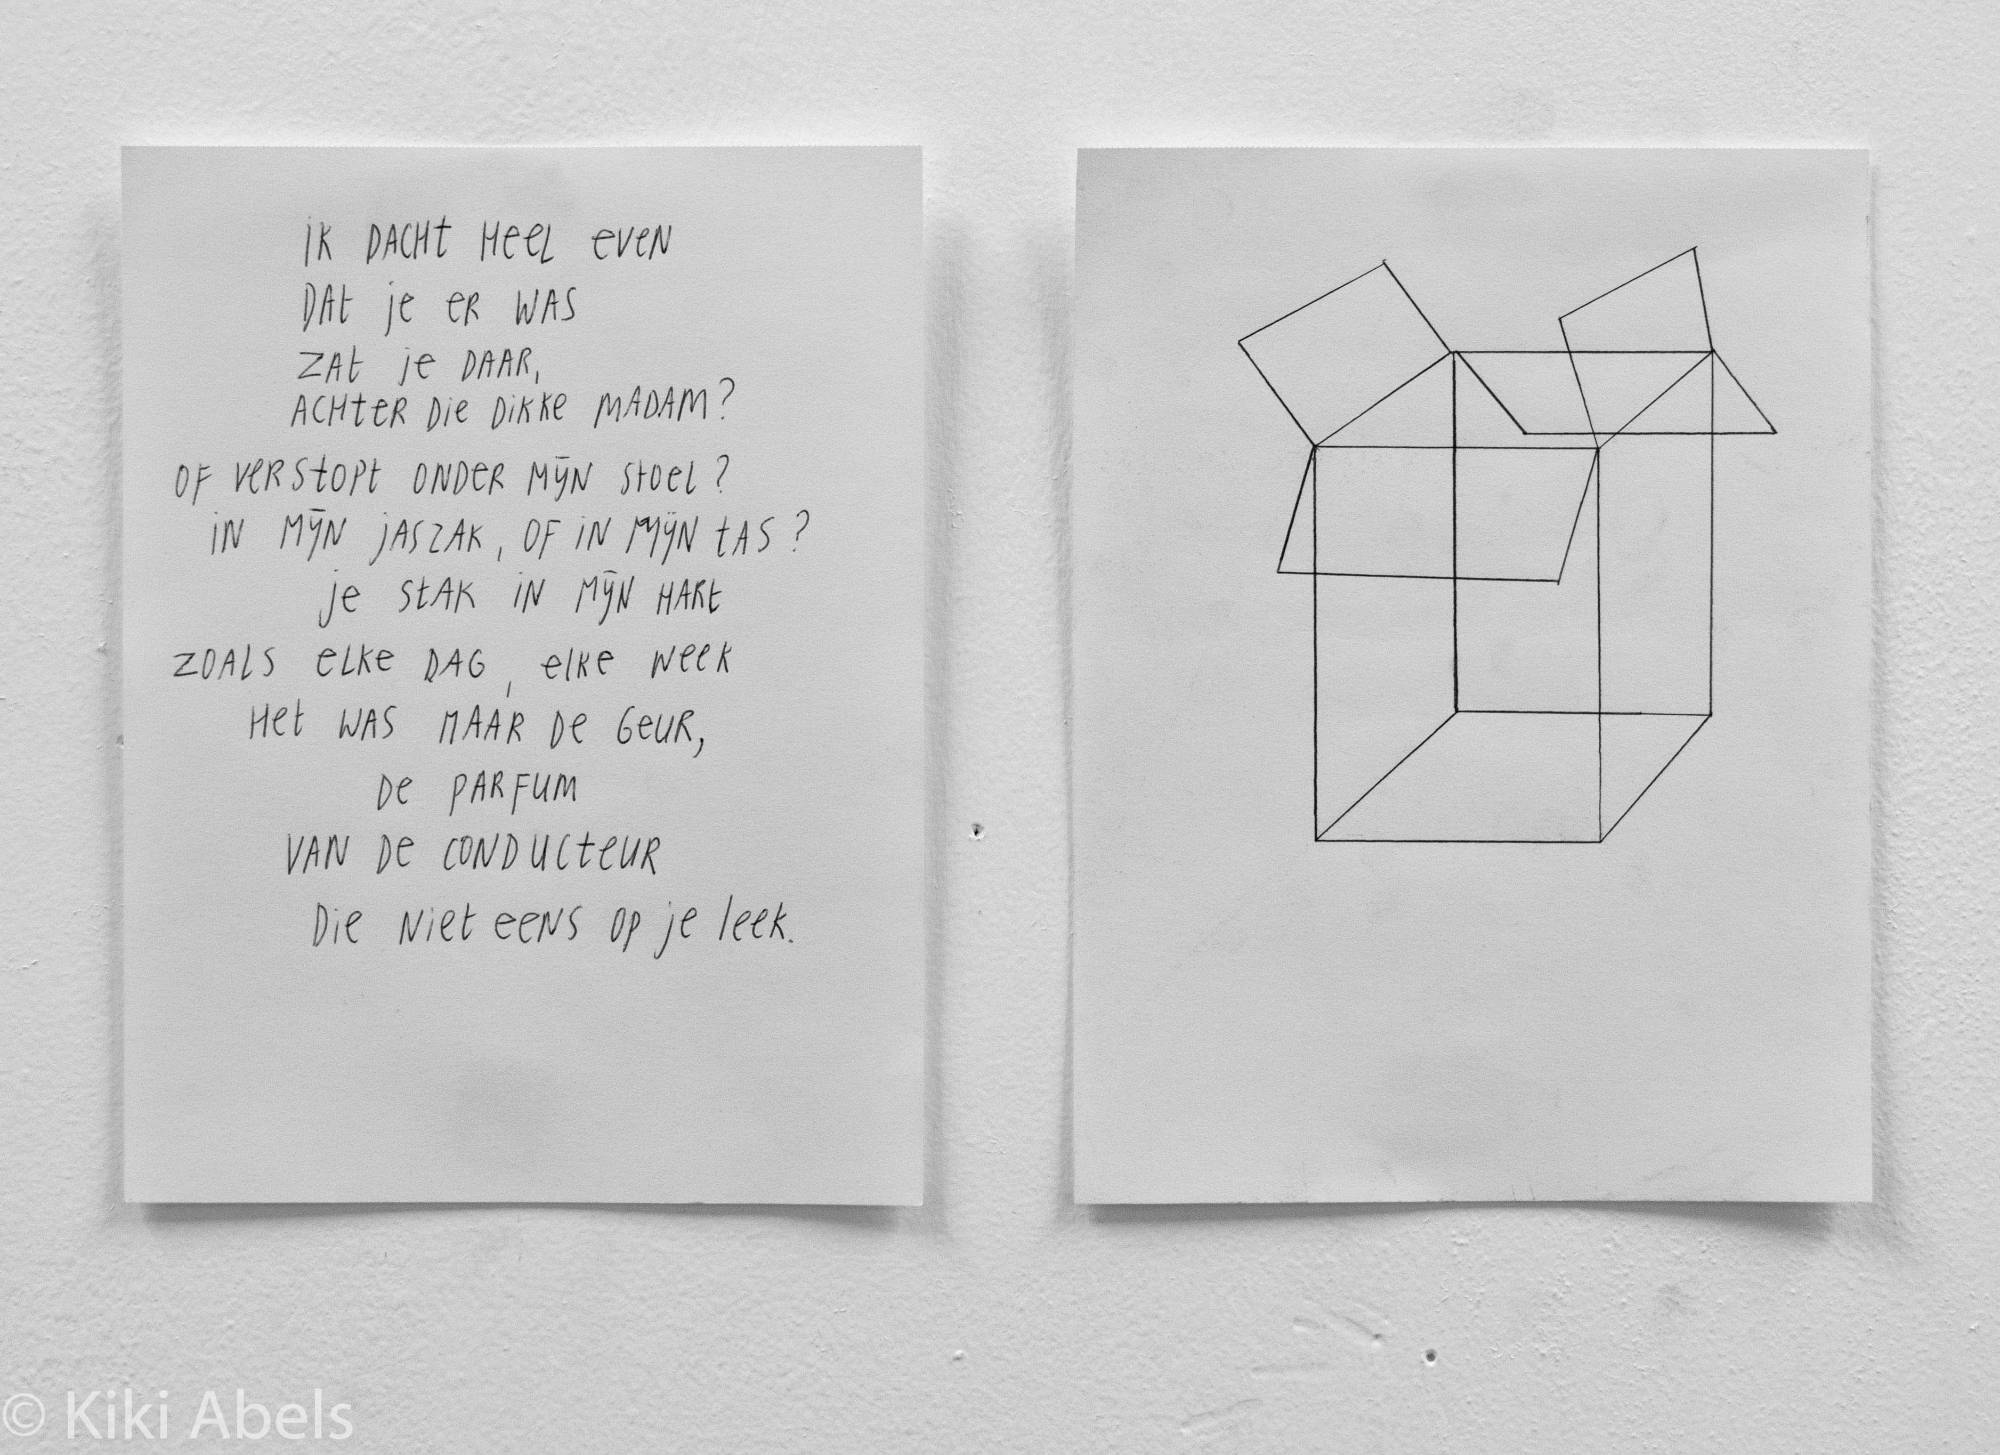 iK DACHt Heel even
DAt je er WAS
ZAt je DAAR,
ACHter Die Dikke MADAM?
OF verstopt onder mijn stoel?
iN mijn jASZAK, OF iN mijn tAS?
je stAK iN mijn HARt
ZOALS elke DAG, elke week
Het WAS MAAR De Geur,
De PARFUM
VAN De CONDUCteur
Die Niet eens op je leek.
© Kiki Abels